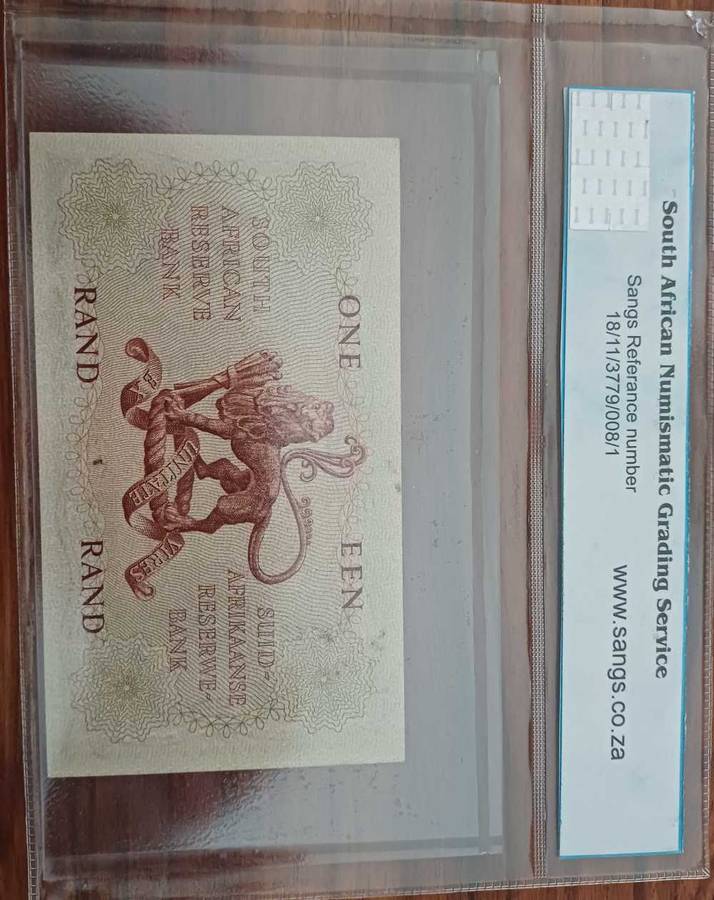 South African Numismatic Grading Service
Sangs Referance number
18/11/3779/008/1
www.sangs.co.za
ONE EEN
SOUTH
AFRICAN
RESERVE
BANK
SUID-
AFRIKAANSE
RESERWE-
BANK
EX UNITATE VIRES
RAND RAND